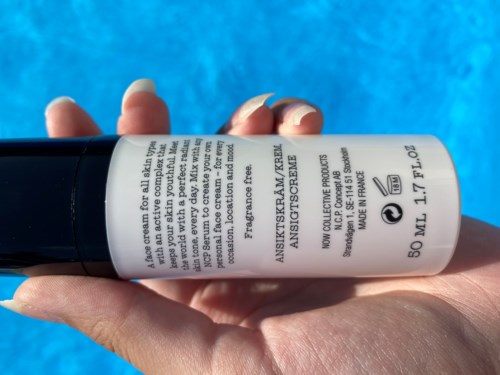 A face cream for all skin types
with an active complex that
keeps your skin youthful. Meet
the world with a perfect radiant
skin tone, every day. Mix with any
NCP Serum to create your own,
personal face cream – for every
occasion, location and mood
Fragrance free.
ANSIKTSKRÄM/KREM
ANSIGTSCREME
NOW COLLECTIVE PRODUCTS
N.C.P. Concept AB
Strandvägen 1, SE-114 51 Stockholm
MADE IN FRANCE
18M
50 ML 1.7 FL.OZ